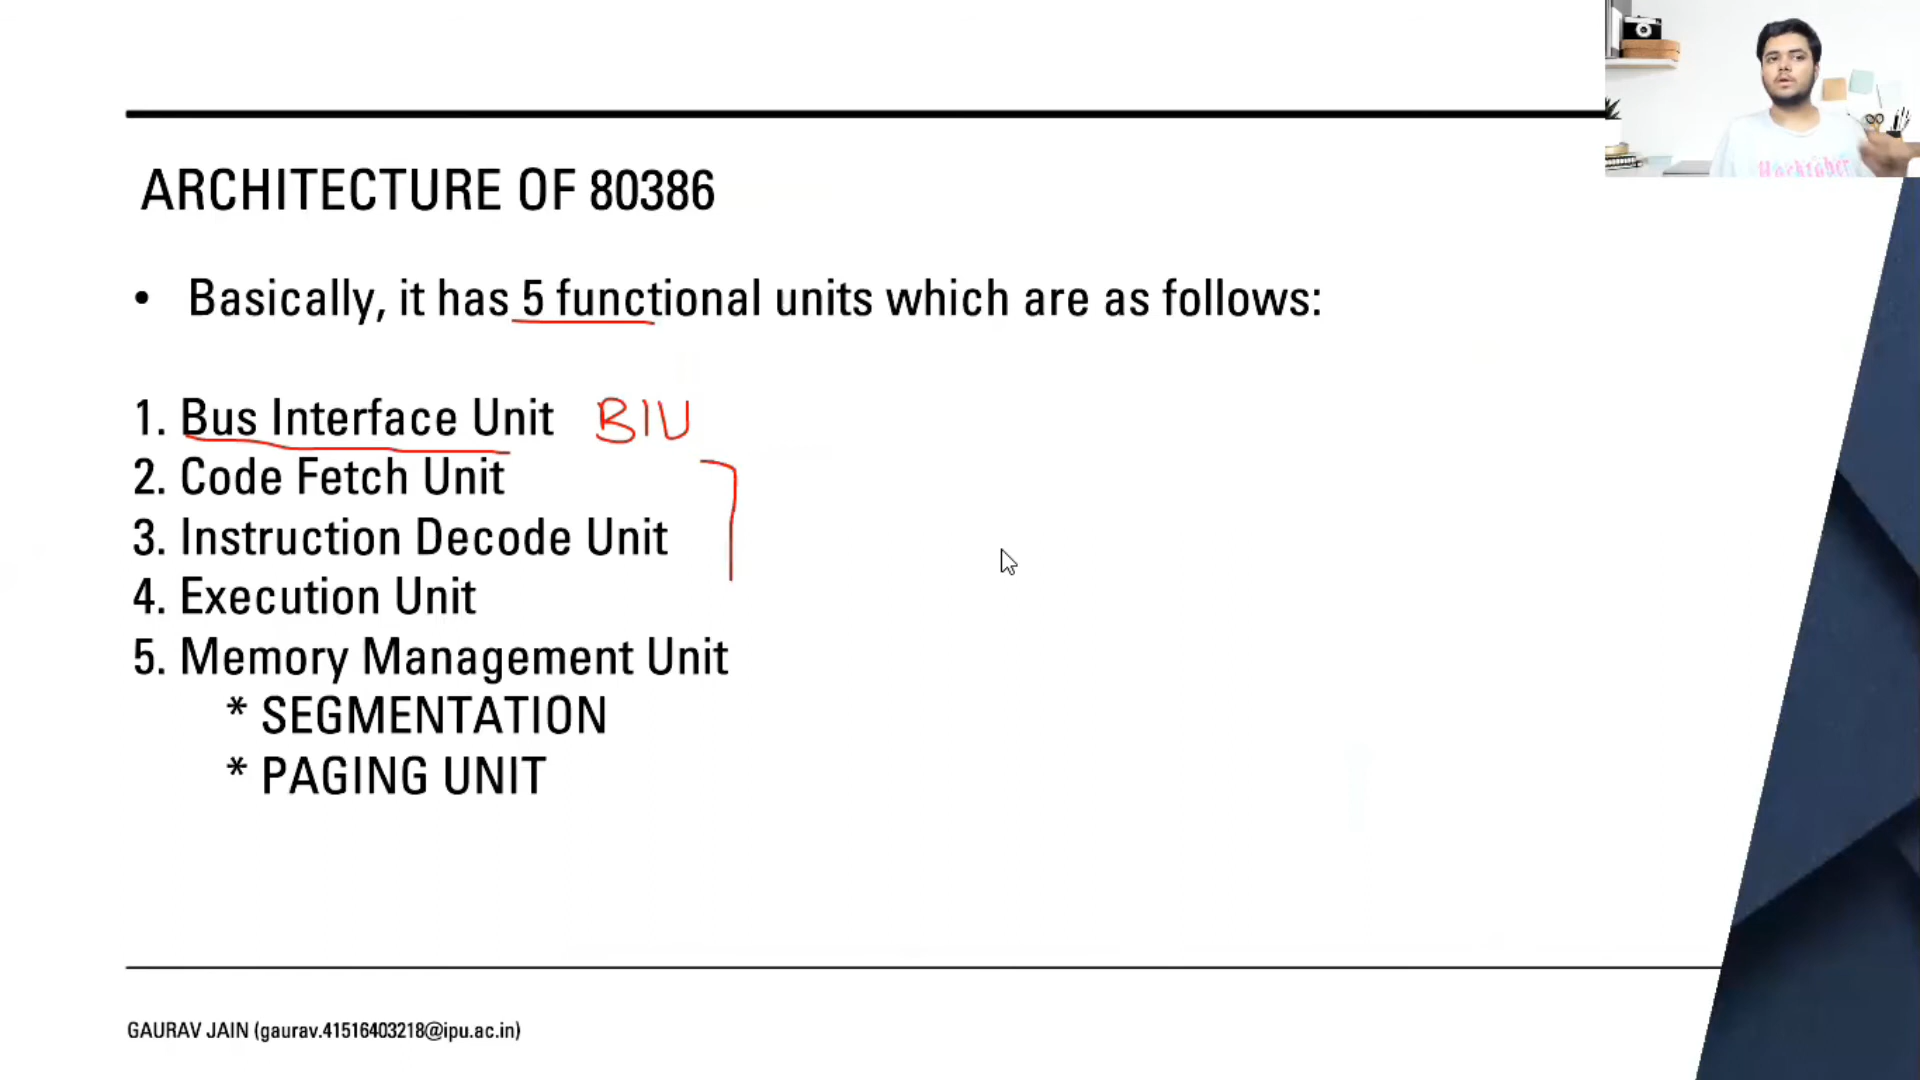 ARCHITECTURE OF 80386
• Basically, it has 5 functional units which are as follows:
1. Bus Interface Unit BIU
2. Code Fetch Unit
3. Instruction Decode Unit
4. Execution Unit
5. Memory Management Unit
* SEGMENTATION
* PAGING UNIT
GAURAV JAIN (gaurav.41516403218@ipu.ac.in)